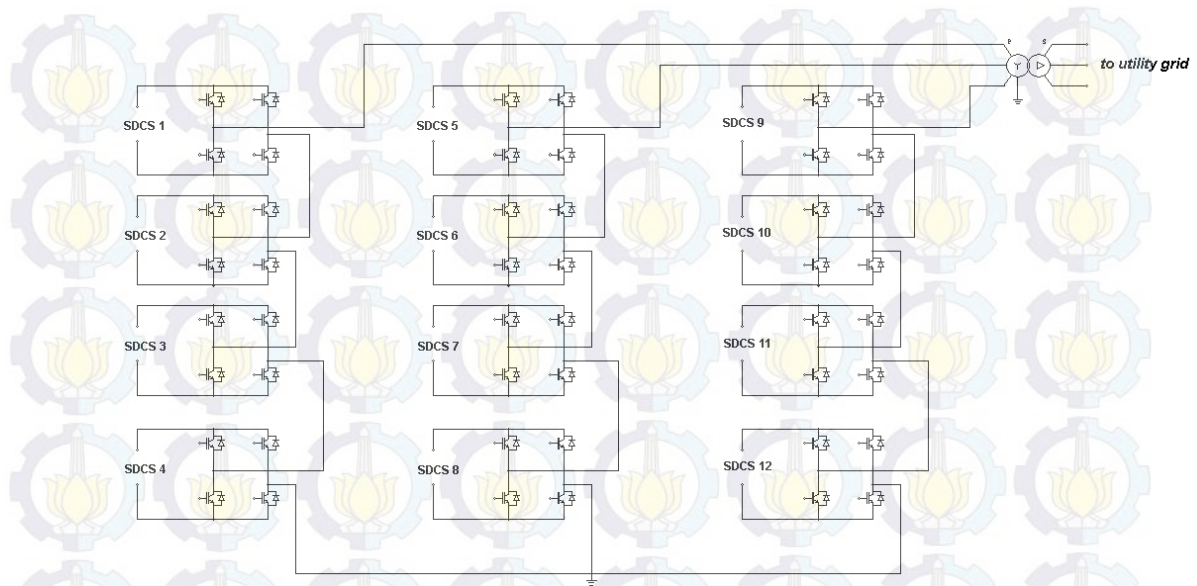 P S
to utility grid
SDCS 1 SDCS 5 SDCS 9
SDCS 2 SDCS 6 SDCS 10
SDCS 3 SDCS 7 SDCS 11
SDCS 4 SDCS 8 SDCS 12